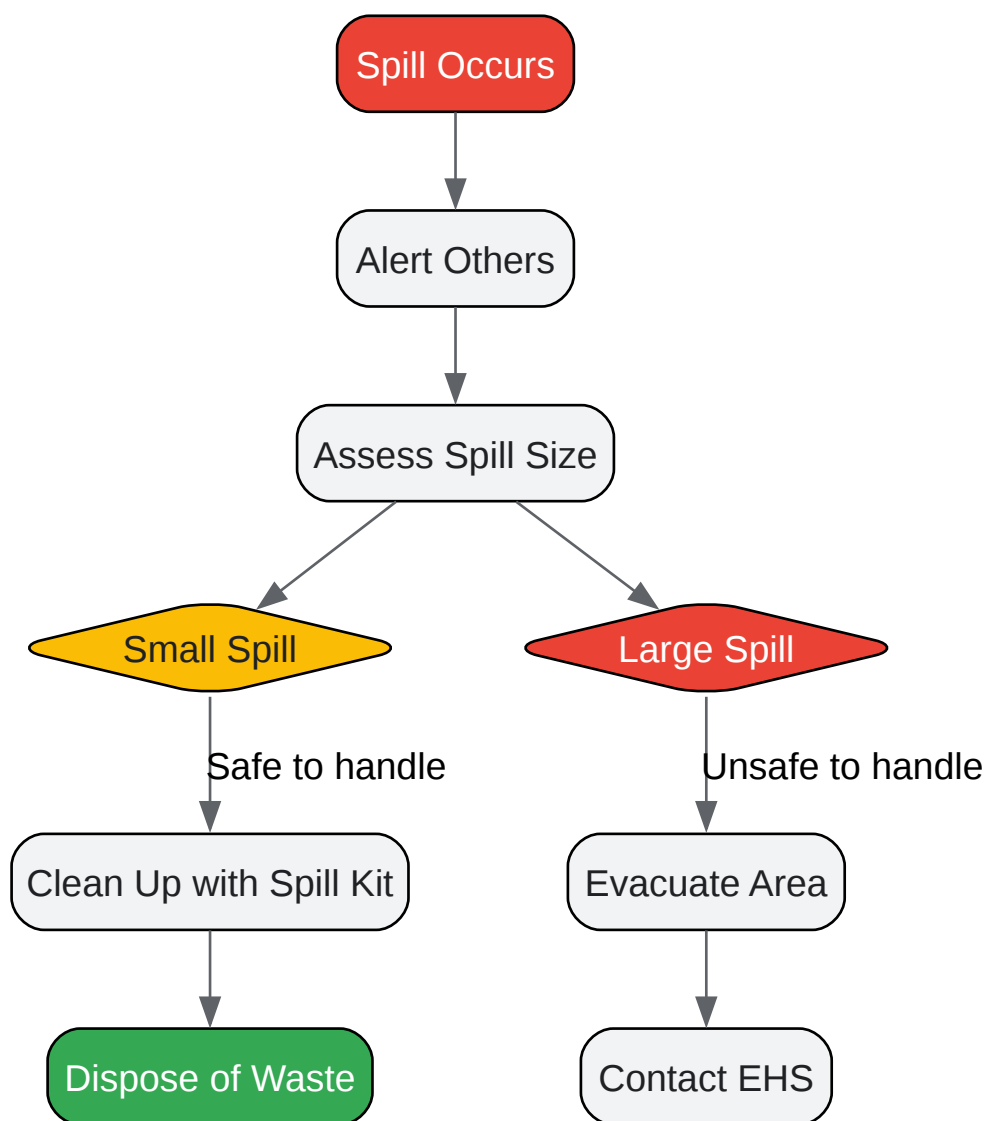 Spill Occurs
Alert Others
Assess Spill Size
Small Spill
Large Spill
Safe to handle
Unsafe to handle
Clean Up with Spill Kit
Evacuate Area
Dispose of Waste
Contact EHS